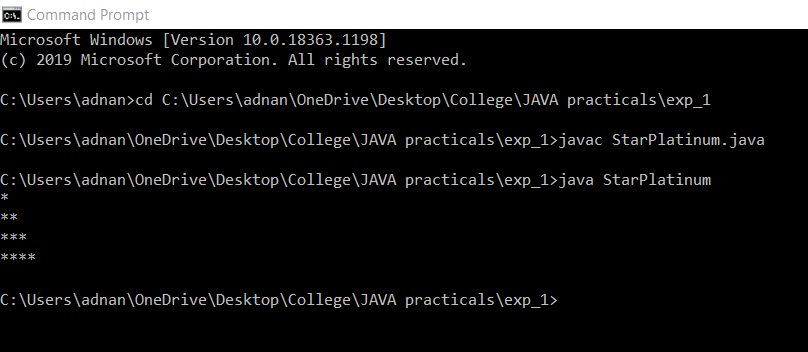 Command Prompt
Microsoft Windows [Version 10.0.18363.1198]
(c) 2019 Microsoft Corporation. All rights reserved.
C:\Users\adnan>cd C:\Users\adnan\OneDrive\Desktop\College\JAVA practicals\exp_1
C:\Users\adnan\OneDrive\Desktop\College\JAVA practicals\exp_1>javac StarPlatinum.java
C:\Users\adnan\OneDrive\Desktop\College\JAVA practicals\exp_1>java StarPlatinum
*
**
***
****
C:\Users\adnan\OneDrive\Desktop\College\JAVA practicals\exp_1>